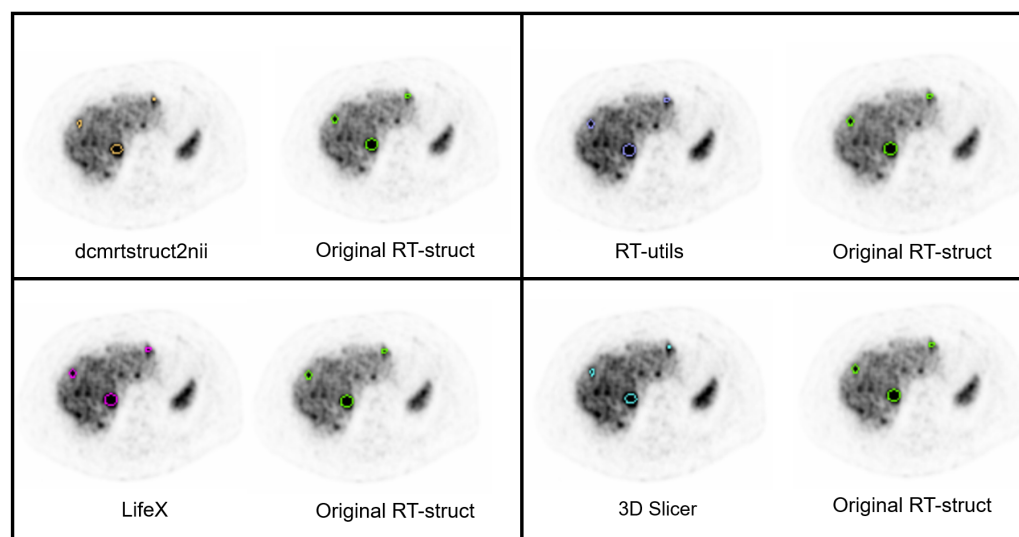 dcmrtstruct2nii
Original RT-struct
RT-utils
Original RT-struct
LifeX
Original RT-struct
3D Slicer
Original RT-struct